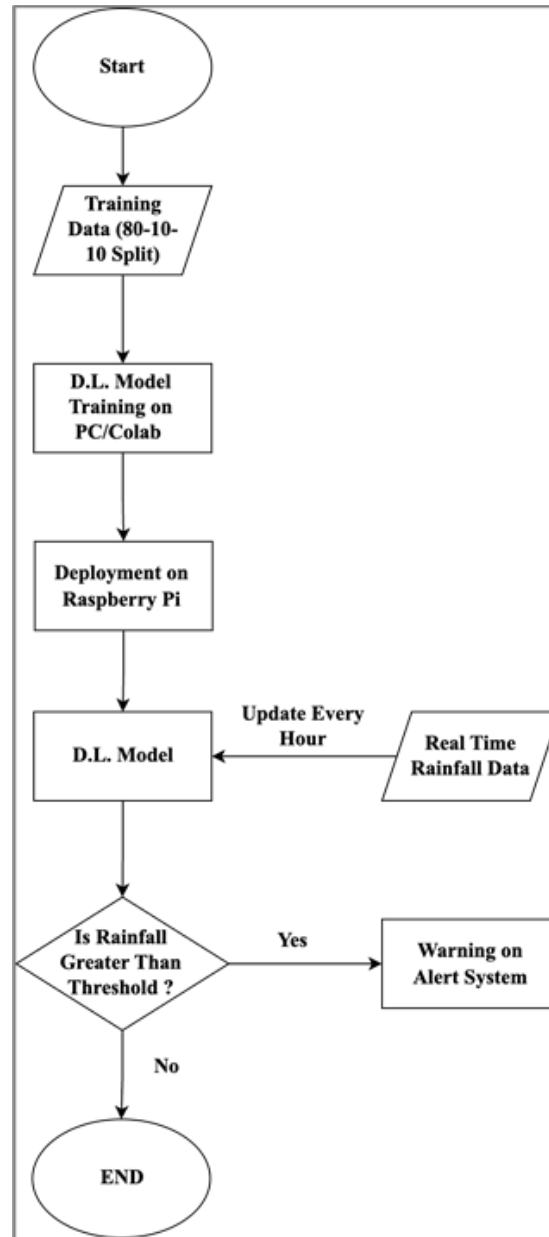 Start
Training
Data (80-10-
10 Split)
D.L. Model
Training on
PC/Colab
Deployment on
Raspberry Pi
D.L. Model
Update Every
Hour
Real Time
Rainfall Data
Is Rainfall
Greater Than
Threshold ?
Yes
Warning on
Alert System
No
END